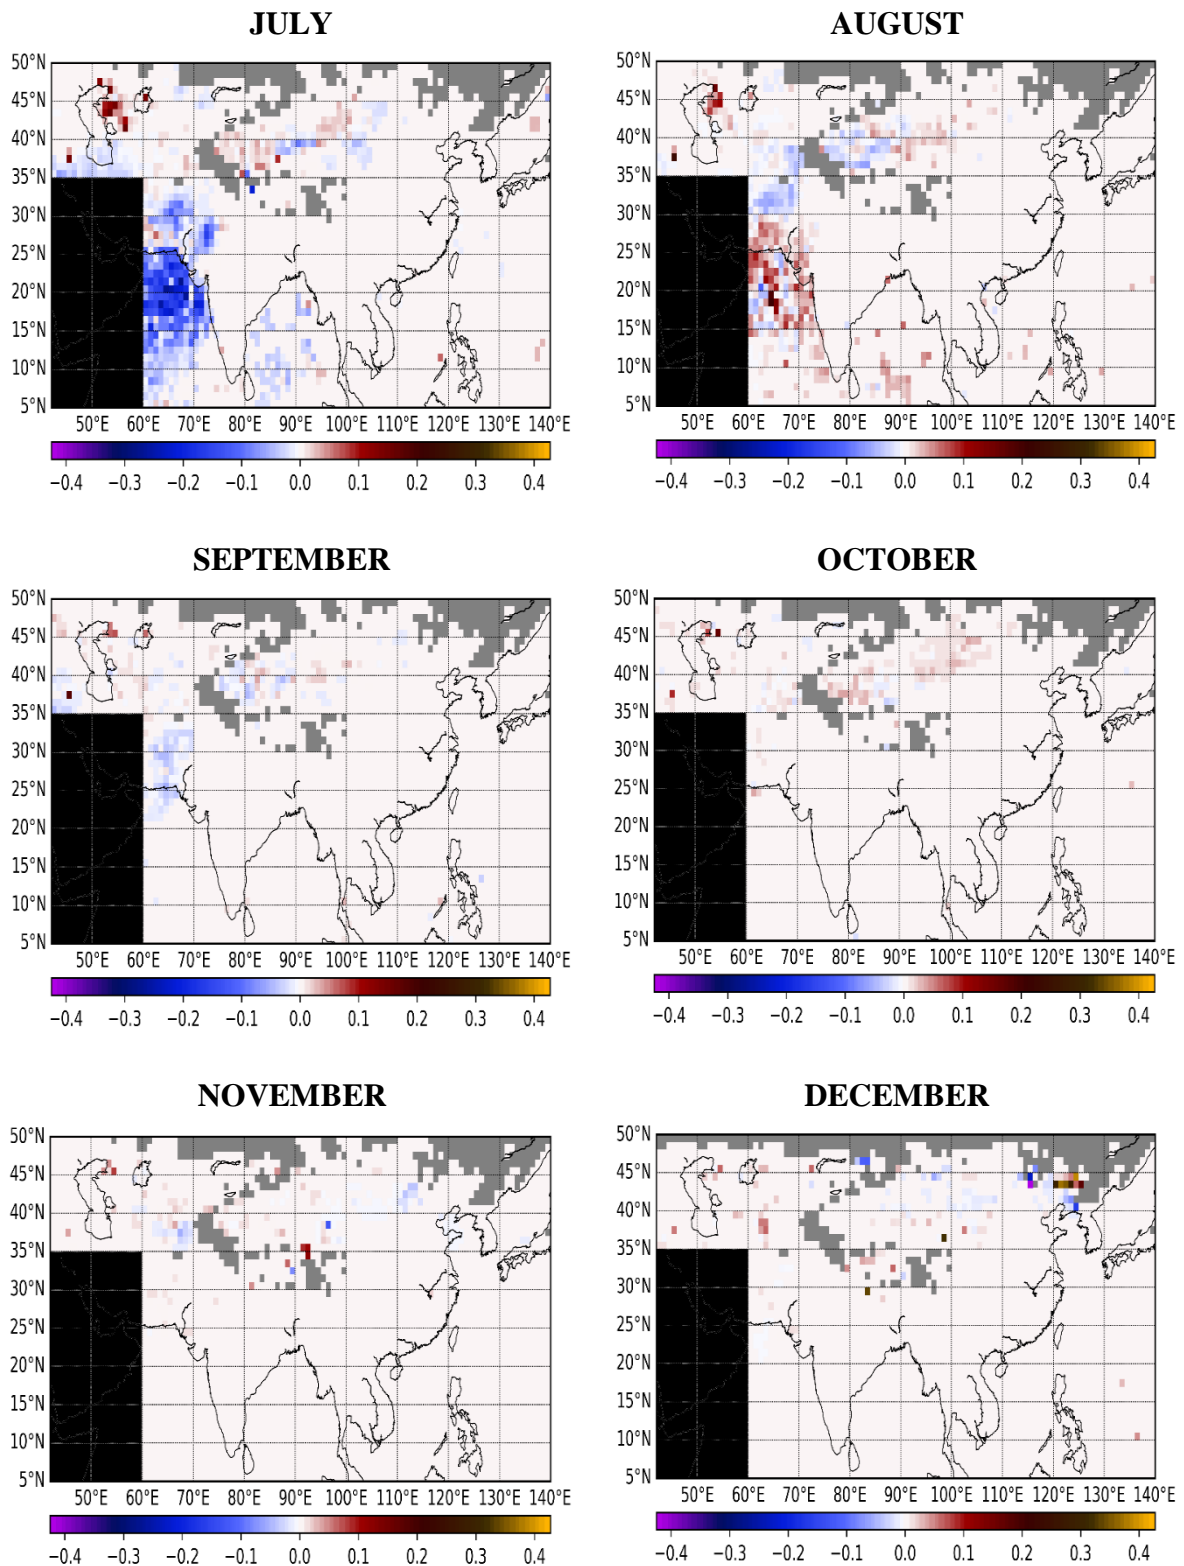 JULY AUGUST
50°N 50°N
45°N 45°N
40°N 40°N
35°N 35°N
30°N 30°N
25°N 25°N
20°N 20°N
15°N 15°N
10°N 10°N
5°N 5°N
50°E 60°E 70°E 80°E 90°E 100°E 110°E 120°E 130°E 140°E 50°E 60°E 70°E 80°E 90°E 100°E 110°E 120°E 130°E 140°E
−0.4 −0.3 −0.2 −0.1 0.0 0.1 0.2 0.3 0.4 −0.4 −0.3 −0.2 −0.1 0.0 0.1 0.2 0.3 0.4
SEPTEMBER OCTOBER
50°N 50°N
45°N 45°N
40°N 40°N
35°N 35°N
30°N 30°N
25°N 25°N
20°N 20°N
15°N 15°N
10°N 10°N
5°N 5°N
50°E 60°E 70°E 80°E 90°E 100°E 110°E 120°E 130°E 140°E 50°E 60°E 70°E 80°E 90°E 100°E 110°E 120°E 130°E 140°E
−0.4 −0.3 −0.2 −0.1 0.0 0.1 0.2 0.3 0.4 −0.4 −0.3 −0.2 −0.1 0.0 0.1 0.2 0.3 0.4
NOVEMBER DECEMBER
50°N 50°N
45°N 45°N
40°N 40°N
35°N 35°N
30°N 30°N
25°N 25°N
20°N 20°N
15°N 15°N
10°N 10°N
5°N 5°N
50°E 60°E 70°E 80°E 90°E 100°E 110°E 120°E 130°E 140°E 50°E 60°E 70°E 80°E 90°E 100°E 110°E 120°E 130°E 140°E
−0.4 −0.3 −0.2 −0.1 0.0 0.1 0.2 0.3 0.4 −0.4 −0.3 −0.2 −0.1 0.0 0.1 0.2 0.3 0.4